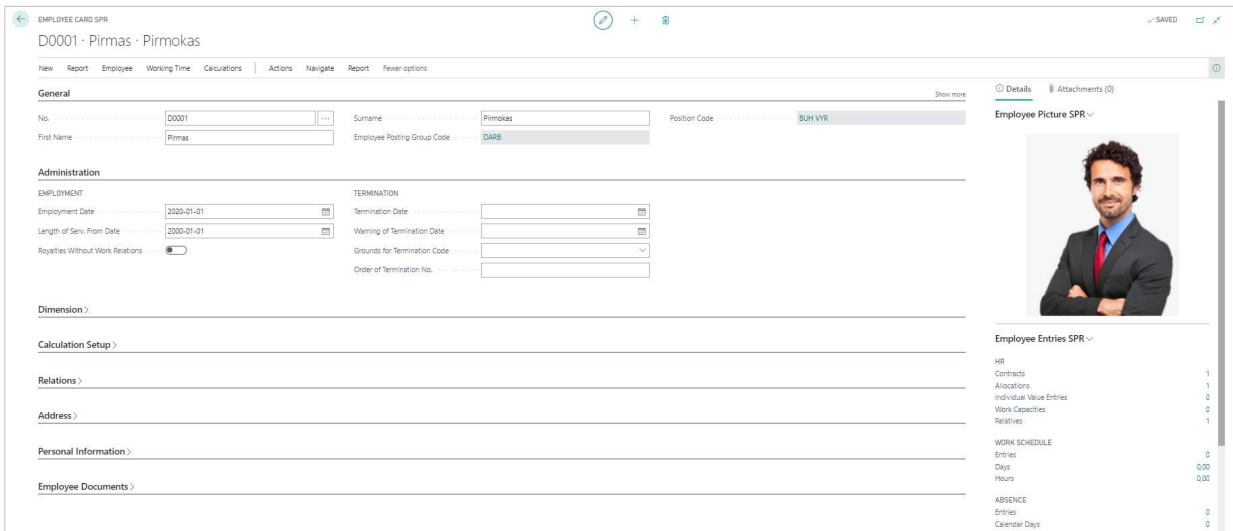 EMPLOYEE CARD SPR
SAVED
D0001 · Pirmas · Pirmokas
New Report Employee Working Time Calculations Actions Navigate Report Fewer options
General
Show more
No. D0001 ... Surname Pirmokas Position Code BUH VYR
First Name Pirmas Employee Posting Group Code DARB
Administration
EMPLOYMENT TERMINATION
Employment Date 2020-01-01 Termination Date
Length of Serv. From Date 2000-01-01 Warning of Termination Date
Royalties Without Work Relations Grounds for Termination Code
Order of Termination No.
Dimension
Calculation Setup
Relations
Address
Personal Information
Employee Documents
Details Attachments (0)
Employee Picture SPR
Employee Entries SPR
HR
Contracts 1
Allocations 1
Individual Value Entries 0
Work Capacities 0
Relatives 1
WORK SCHEDULE
Entries 0
Days 0,00
Hours 0,00
ABSENCE
Entries 0
Calendar Days 0